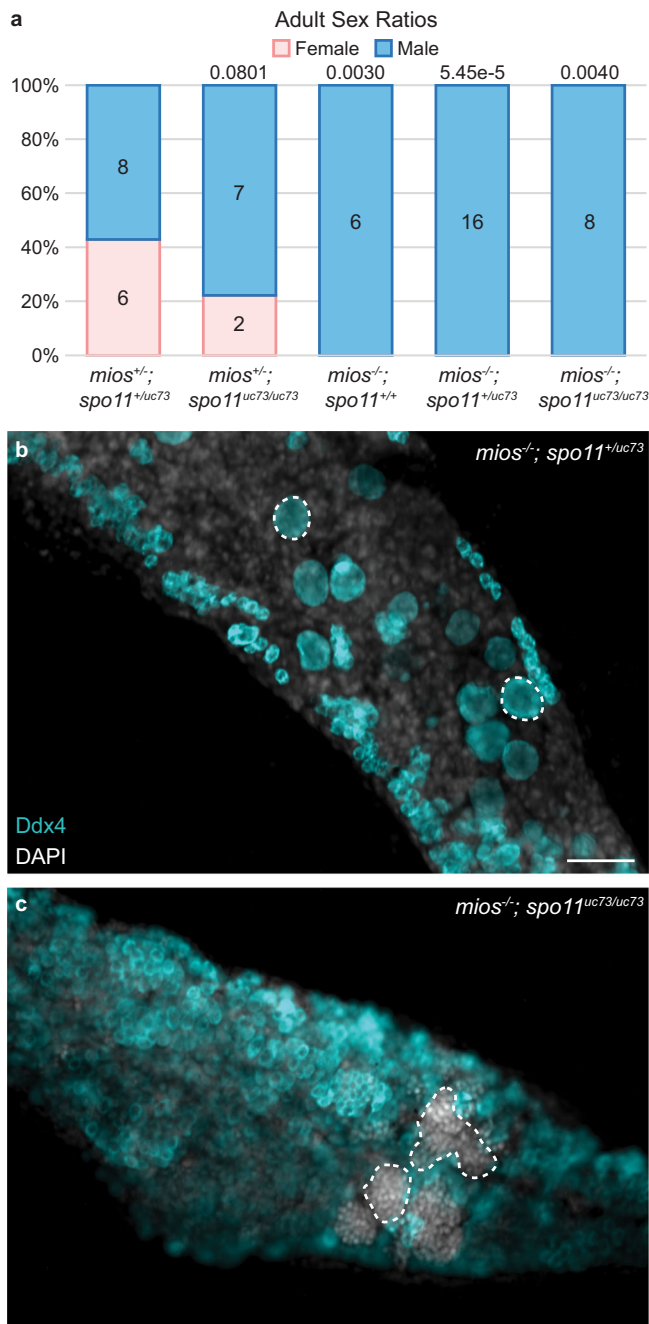 a
Adult Sex Ratios
Female Male
0.0801 0.0030 5.45e-5 0.0040
100%
80%
60%
40%
20%
0%
8 7 6 16 8
6 2
mios+/-; mios+/-; mios-/-; mios-/-; mios-/-;
spo11+/uc73 spo11uc73/uc73 spo11+/+ spo11+/uc73 spo11uc73/uc73
b
mios-/-; spo11+/uc73
Ddx4
DAPI
c
mios-/-; spo11uc73/uc73